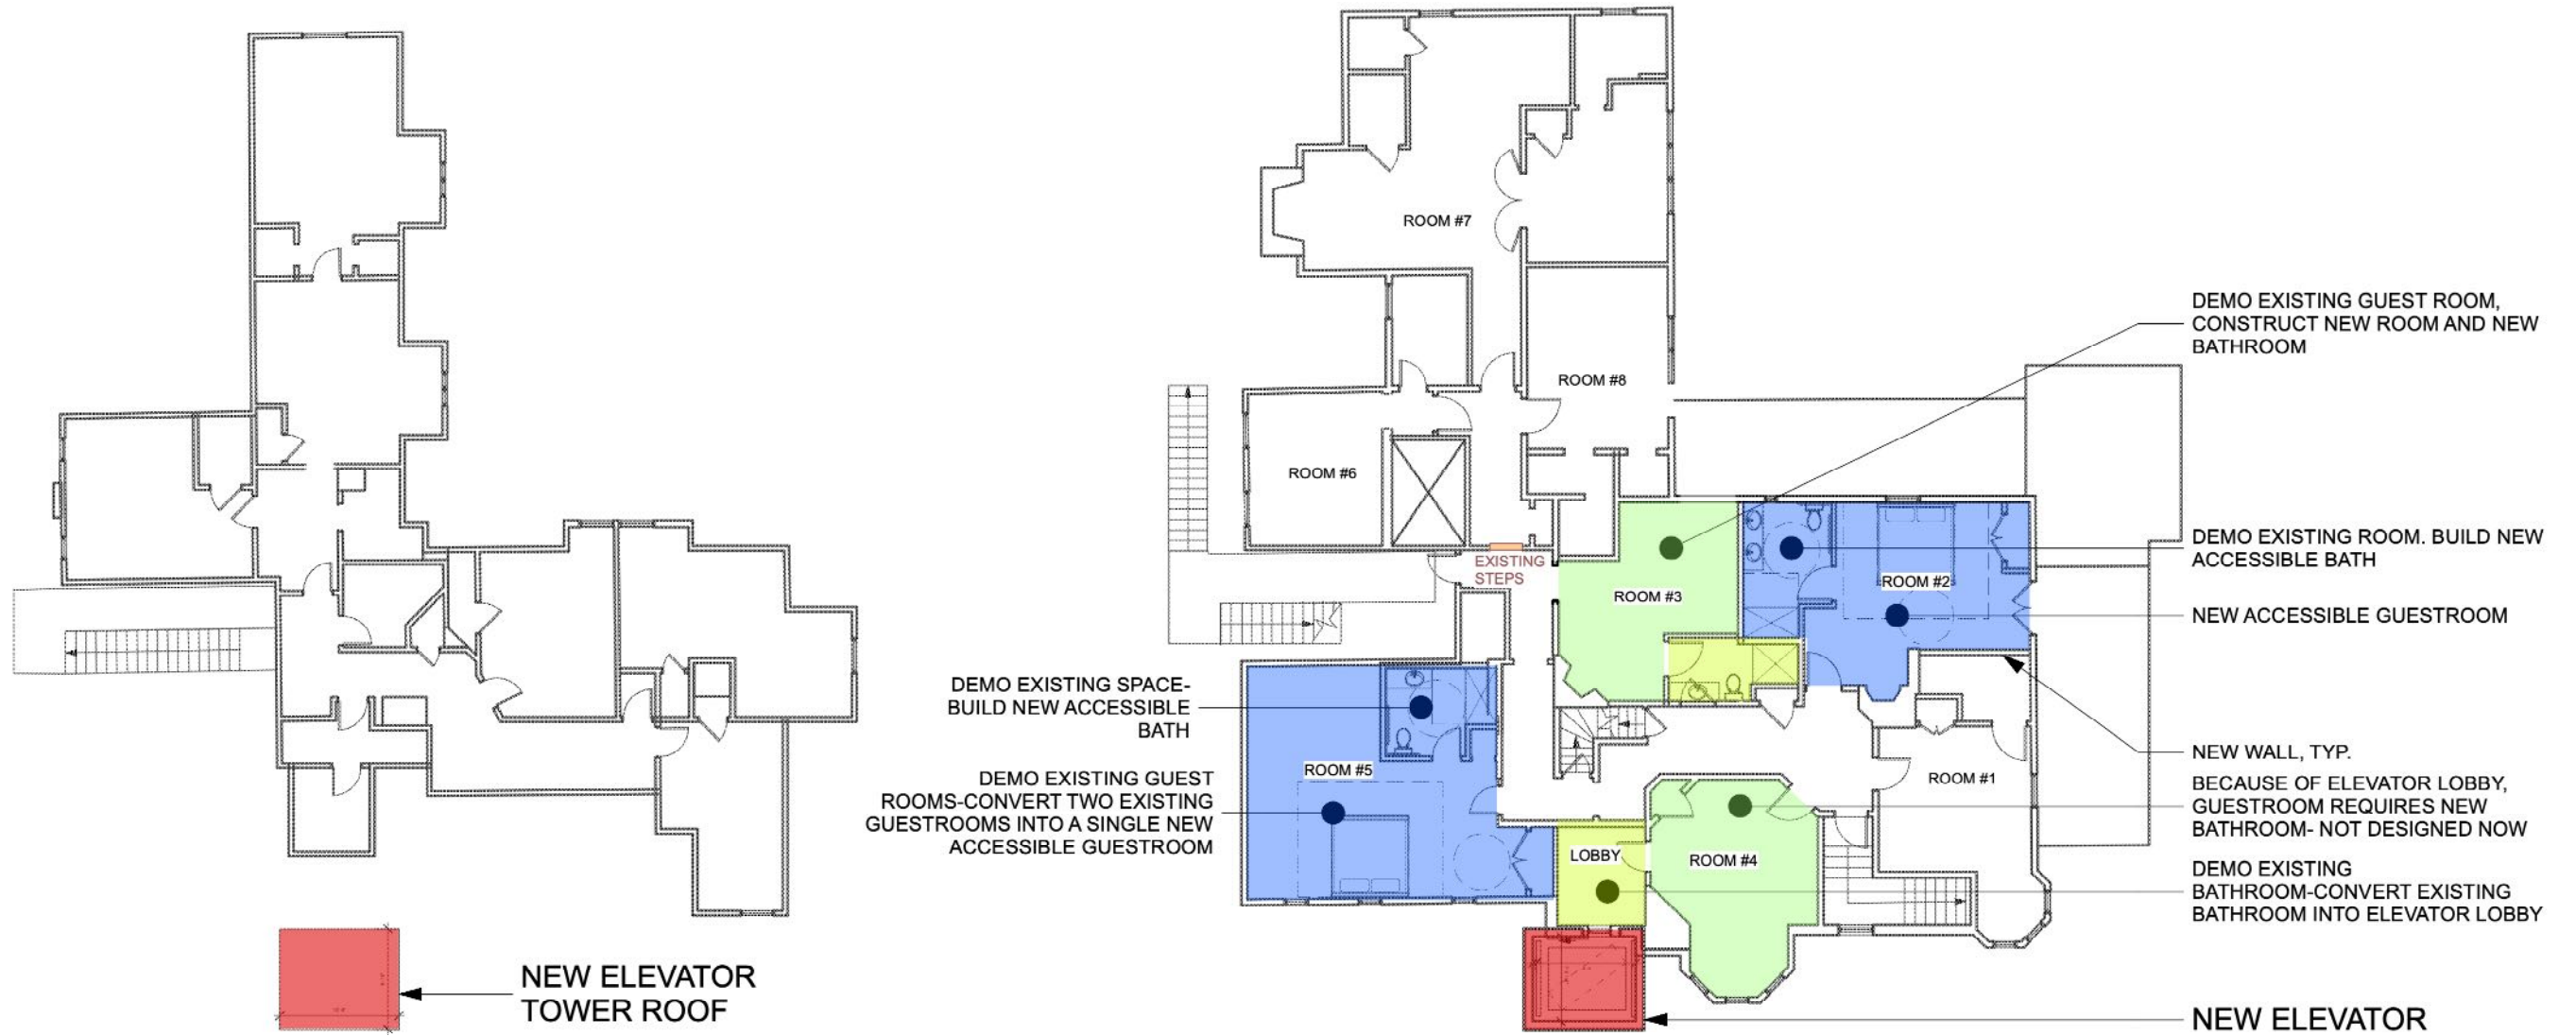 NEW ELEVATOR
TOWER ROOF
ROOM #7
ROOM #8
ROOM #6
EXISTING
STEPS
ROOM #3
ROOM #2
ROOM #5
ROOM #1
LOBBY
ROOM #4
DEMO EXISTING SPACE-
BUILD NEW ACCESSIBLE
BATH
DEMO EXISTING GUEST
ROOMS-CONVERT TWO EXISTING
GUESTROOMS INTO A SINGLE NEW
ACCESSIBLE GUESTROOM
DEMO EXISTING GUEST ROOM,
CONSTRUCT NEW ROOM AND NEW
BATHROOM
DEMO EXISTING ROOM. BUILD NEW
ACCESSIBLE BATH
NEW ACCESSIBLE GUESTROOM
NEW WALL, TYP.
BECAUSE OF ELEVATOR LOBBY,
GUESTROOM REQUIRES NEW
BATHROOM- NOT DESIGNED NOW
DEMO EXISTING
BATHROOM-CONVERT EXISTING
BATHROOM INTO ELEVATOR LOBBY
NEW ELEVATOR